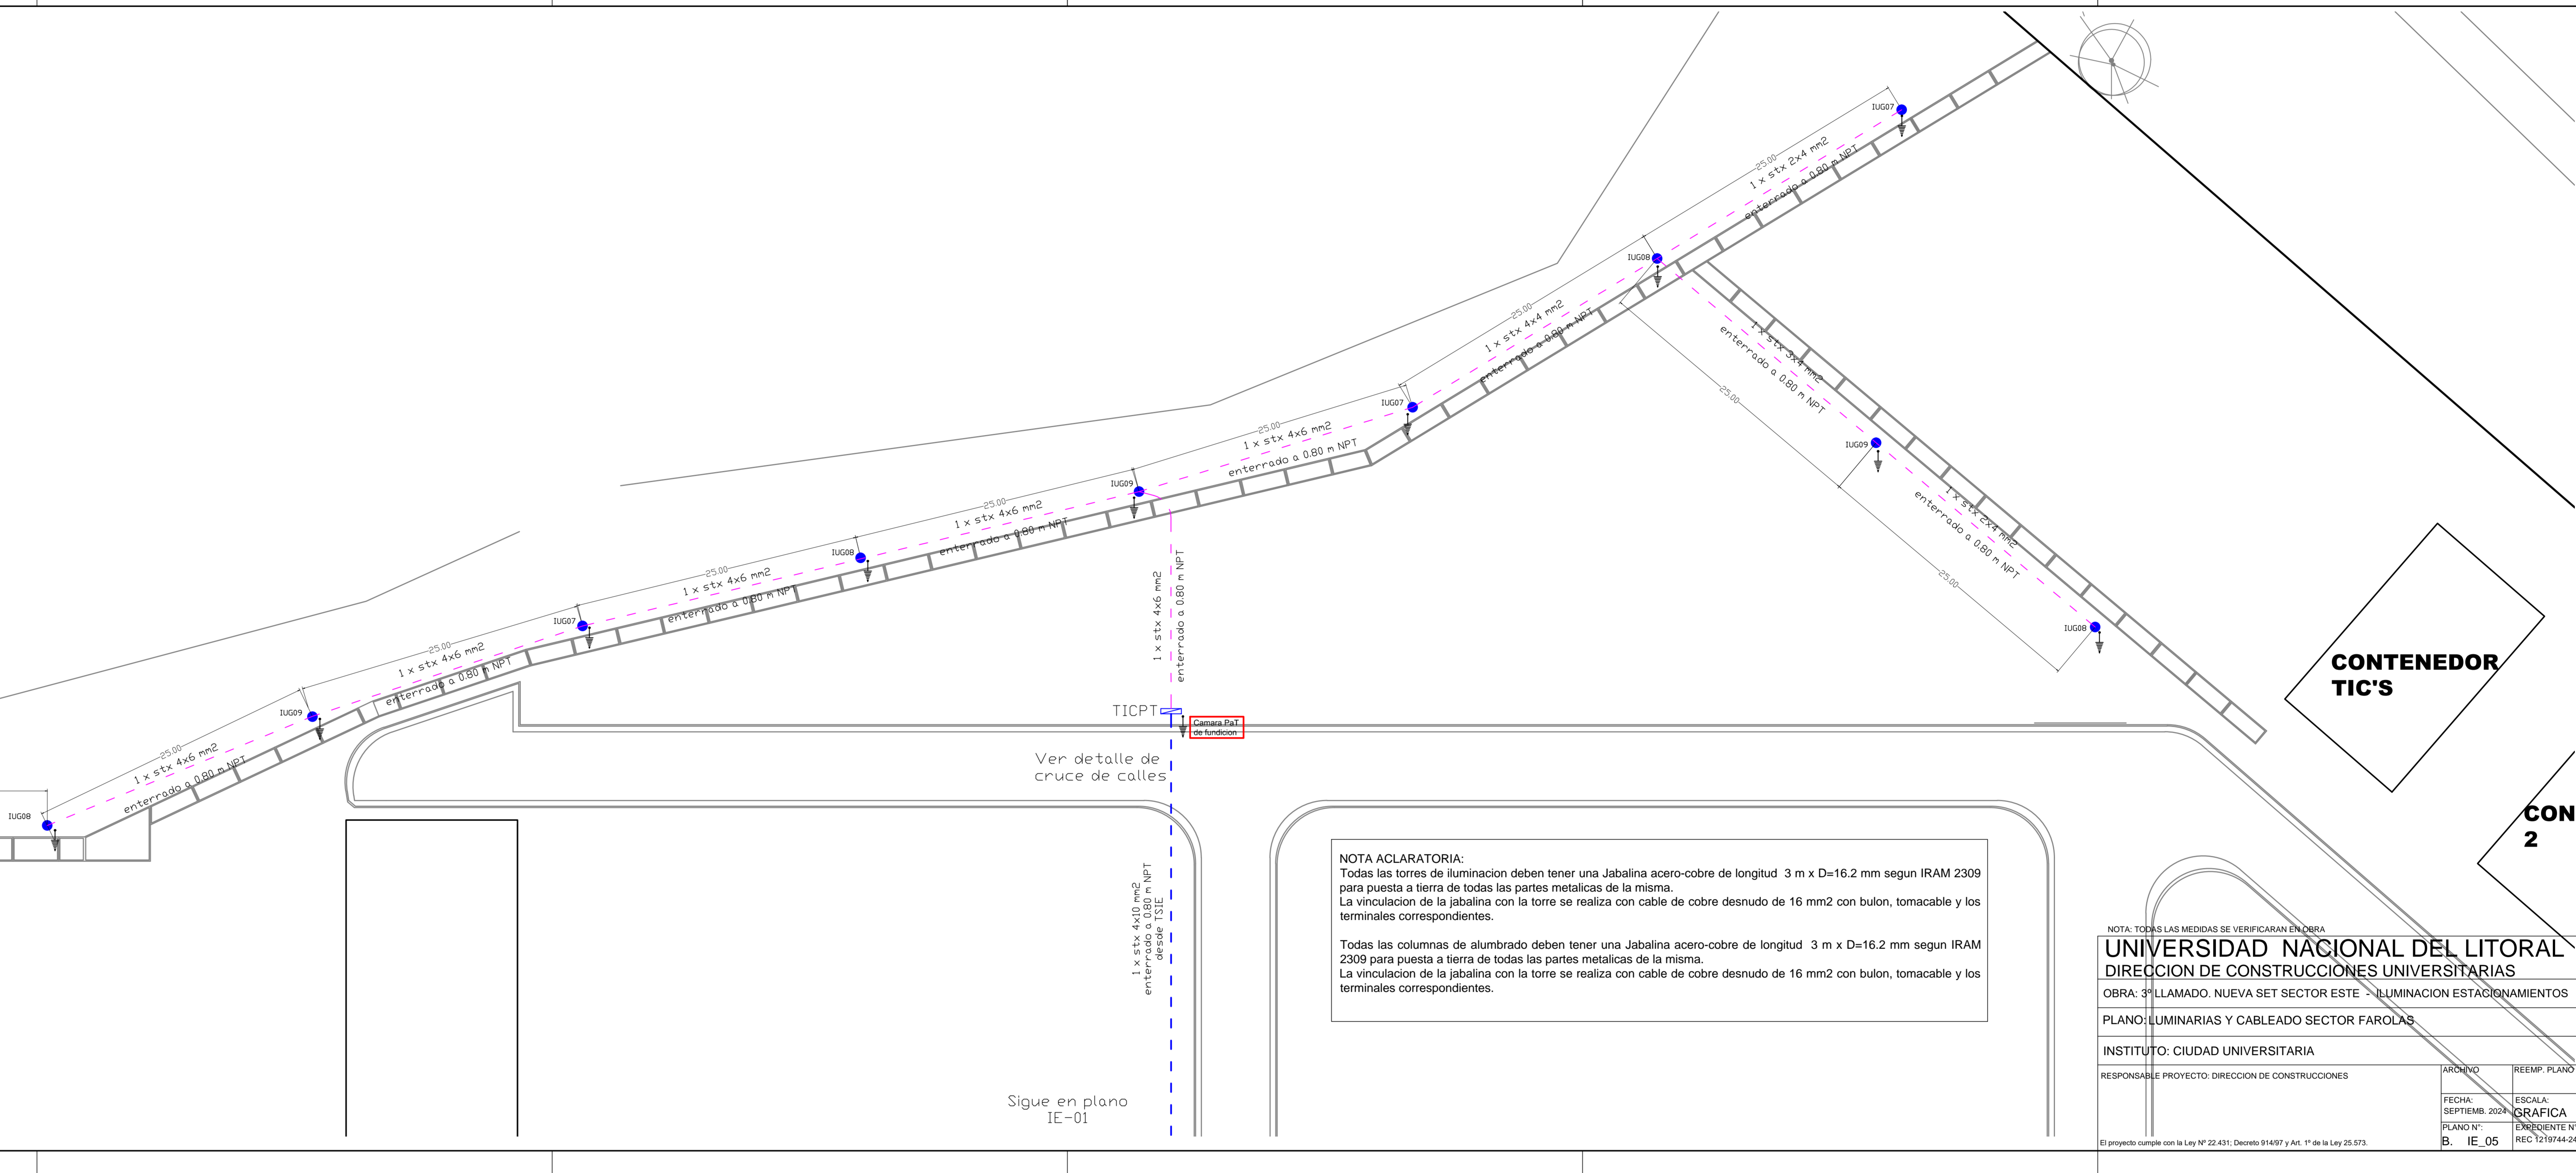 IUG07
25.00
1 x stx 2x4 mm2
enterrado a 0.80 m NPT
IUG08
25.00
1 x stx 4x4 mm2
enterrado a 0.80 m NPT
1 x stx 3x4 mm2
enterrado a 0.80 m NPT
25.00
IUG07
25.00
1 x stx 4x6 mm2
enterrado a 0.80 m NPT
IUG09
1 x stx 2x4 mm2
enterrado a 0.80 m NPT
25.00
IUG09
25.00
1 x stx 4x6 mm2
enterrado a 0.80 m NPT
IUG08
25.00
1 x stx 4x6 mm2
enterrado a 0.80 m NPT
IUG07
25.00
1 x stx 4x6 mm2
enterrado a 0.80 m NPT
IUG08
1 x stx 4x6 mm2
enterrado a 0.80 m NPT
CONTENEDOR
TIC'S
IUG09
25.00
1 x stx 4x6 mm2
enterrado a 0.80 m NPT
TICPT
Camara PaT
de fundicion
Ver detalle de
cruce de calles
IUG08
CON
2
1 x stx 4x10 mm2
enterrado a 0.80 m NPT
desde TSIE
Sigue en plano
IE-01
NOTA ACLARATORIA:
Todas las torres de iluminacion deben tener una Jabalina acero-cobre de longitud 3 m x D=16.2 mm segun IRAM 2309
para puesta a tierra de todas las partes metalicas de la misma.
La vinculacion de la jabalina con la torre se realiza con cable de cobre desnudo de 16 mm2 con bulon, tomacable y los
terminales correspondientes.
Todas las columnas de alumbrado deben tener una Jabalina acero-cobre de longitud 3 m x D=16.2 mm segun IRAM
2309 para puesta a tierra de todas las partes metalicas de la misma.
La vinculacion de la jabalina con la torre se realiza con cable de cobre desnudo de 16 mm2 con bulon, tomacable y los
terminales correspondientes.
NOTA: TODAS LAS MEDIDAS SE VERIFICARAN EN OBRA
UNIVERSIDAD NACIONAL DEL LITORAL
DIRECCION DE CONSTRUCCIONES UNIVERSITARIAS
OBRA: 3º LLAMADO. NUEVA SET SECTOR ESTE - ILUMINACION ESTACIONAMIENTOS
PLANO: LUMINARIAS Y CABLEADO SECTOR FAROLAS
INSTITUTO: CIUDAD UNIVERSITARIA
RESPONSABLE PROYECTO: DIRECCION DE CONSTRUCCIONES
ARCHIVO
REEMP. PLANO
FECHA:
SEPTIEMB. 2024
ESCALA:
GRAFICA
PLANO N°:
B. IE_05
EXPEDIENTE N°
REC 1219744-24
El proyecto cumple con la Ley Nº 22.431; Decreto 914/97 y Art. 1º de la Ley 25.573.